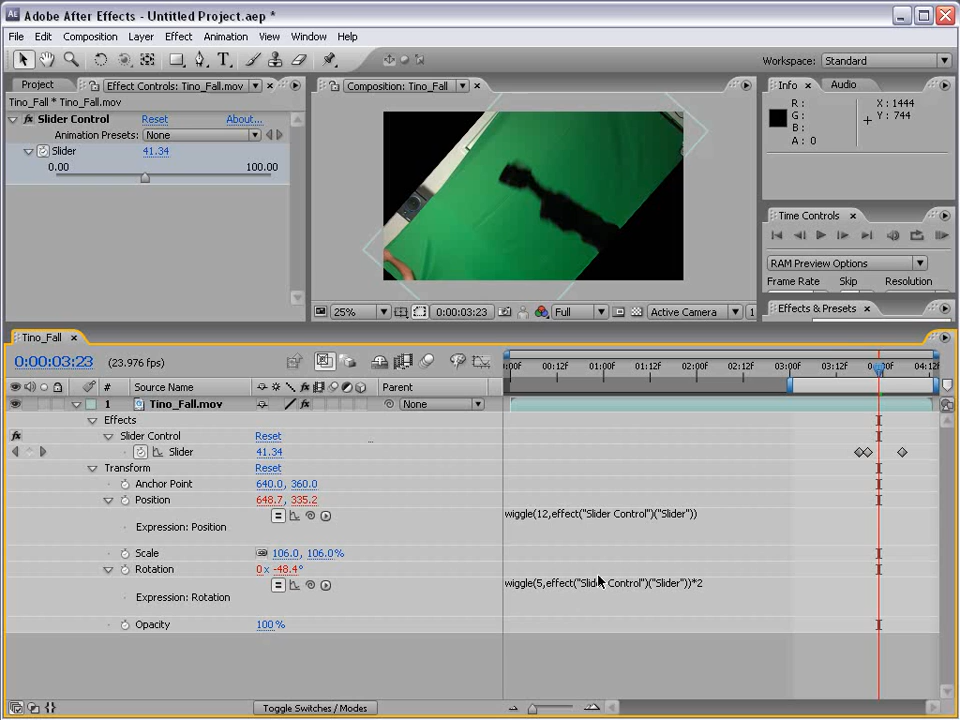 Adobe After Effects - Untitled Project.aep *
File Edit Composition Layer Effect Animation View Window Help
Workspace: Standard
Project Effect Controls: Tino_Fall.mov
Tino_Fall * Tino_Fall.mov
Slider Control Reset About...
Animation Presets: None
Slider 41.34
0.00 100.00
Composition: Tino_Fall
25% 0:00:03:23 Full Active Camera 1
Info Audio
R :
G :
B :
A : 0
X : 1444
Y : 744
Time Controls
RAM Preview Options
Frame Rate Skip Resolution
Effects & Presets
Tino_Fall
0:00:03:23 (23.976 fps)
:00F 00:12F 01:00F 01:12F 02:00F 02:12F 03:00F 03:12F 04:12F
# Source Name Parent
1 Tino_Fall.mov None
Effects
Slider Control Reset
Slider 41.34
Transform Reset
Anchor Point 640.0, 360.0
Position 648.7, 335.2
Expression: Position wiggle(12,effect("Slider Control")("Slider"))
Scale 106.0, 106.0%
Rotation 0 x -48.4°
Expression: Rotation wiggle(5,effect("Slider Control")("Slider"))*2
Opacity 100%
Toggle Switches / Modes